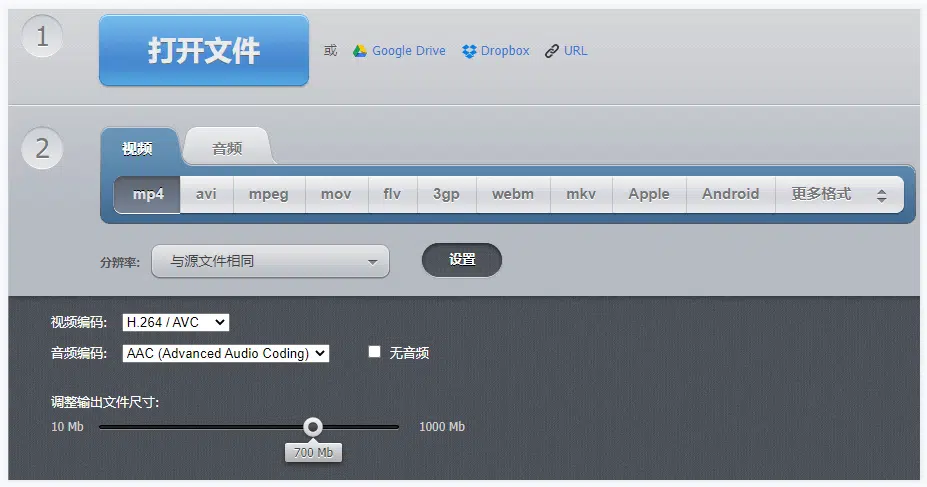 1 打开文件 或 Google Drive Dropbox URL
2 视频 音频
mp4 avi mpeg mov flv 3gp webm mkv Apple Android 更多格式
分辨率: 与源文件相同 设置
视频编码: H.264 / AVC
音频编码: AAC (Advanced Audio Coding) 无音频
调整输出文件尺寸:
10 Mb 1000 Mb
700 Mb